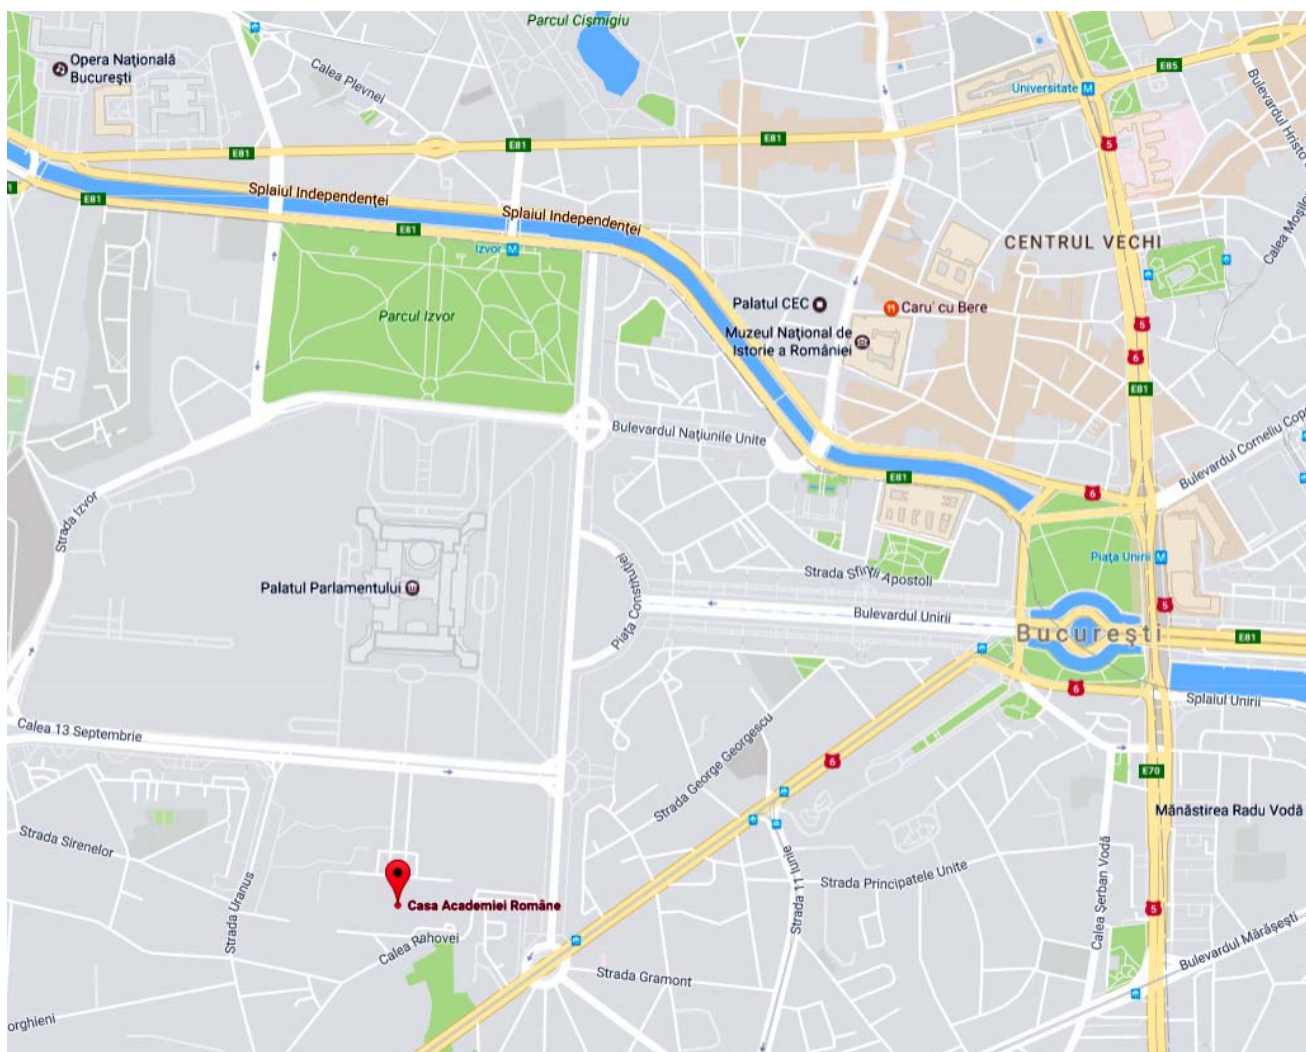 Parcul Cișmigiu
Opera Națională
București
Calea Plevnei
E85
Universitate M
Bulevardul Hristo
E81
E81
E81
5
Splaiul Independenței
Splaiul Independenței
E81
E81
1
Calea Moșilor
Izvor M
CENTRUL VECHI
Parcul Izvor
Palatul CEC
Caru' cu Bere
Muzeul Național de
Istorie a României
5
6
E81
Bulevardul Națiunile Unite
Bulevardul Corneliu Cop
E81
6
Strada Izvor
Piața Unirii M
Palatul Parlamentului
Piața Constituției
Strada Sfinții Apostoli
Bulevardul Unirii
5
București
E81
6
Splaiul Unirii
Calea 13 Septembrie
Strada George Georgescu
6
E70
Mănăstirea Radu Vodă
Strada Sirenelor
Strada Uranus
Casa Academiei Române
Calea Rahovei
Strada 11 Iunie
Strada Principatele Unite
Calea Șerban Vodă
5
Strada Gramont
Bulevardul Mărășești
orghieni